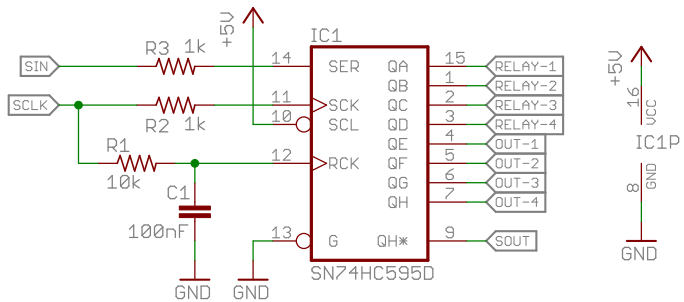 +5V
IC1
R3 1k
SIN
14
SER
QA
15
RELAY-1
QB
1
RELAY-2
SCLK
11
SCK
QC
2
RELAY-3
R2 1k
10
SCL
QD
3
RELAY-4
QE
4
OUT-1
R1
10k
12
RCK
QF
5
OUT-2
QG
6
OUT-3
QH
7
OUT-4
C1
100nF
13
G
QH*
9
SOUT
SN74HC595D
GND
GND
+5V
16
VCC
IC1P
8
GND
GND